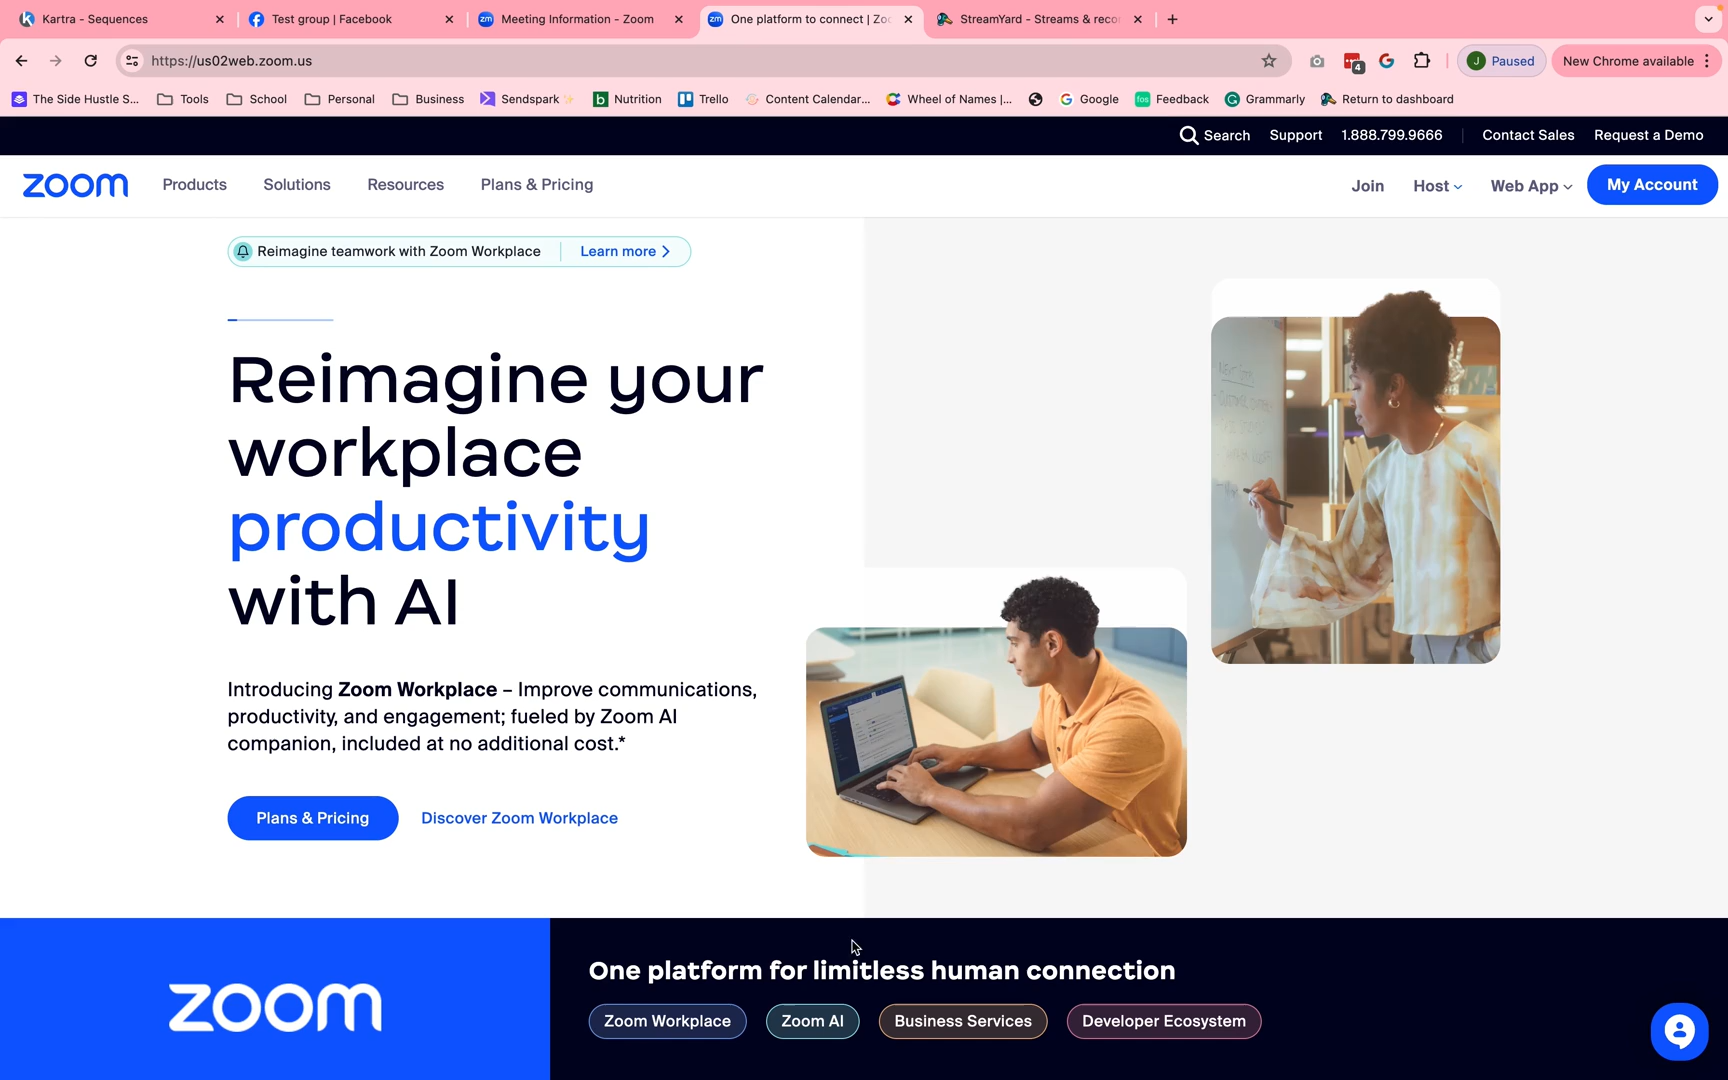 Kartra - Sequences
Test group | Facebook
Meeting Information - Zoom
One platform to connect | Zoo
StreamYard - Streams & reco
https://us02web.zoom.us
4
J Paused
New Chrome available
The Side Hustle S...
Tools
School
Personal
Business
Sendspark
b Nutrition
Trello
Content Calendar...
Wheel of Names |...
Google
fos Feedback
Grammarly
Return to dashboard
Search
Support
1.888.799.9666
Contact Sales
Request a Demo
zoom
Products
Solutions
Resources
Plans & Pricing
Join
Host
Web App
My Account
Reimagine teamwork with Zoom Workplace
Learn more
Reimagine your
workplace
productivity
with AI
Introducing Zoom Workplace – Improve communications,
productivity, and engagement; fueled by Zoom AI
companion, included at no additional cost.*
Plans & Pricing
Discover Zoom Workplace
zoom
One platform for limitless human connection
Zoom Workplace
Zoom AI
Business Services
Developer Ecosystem